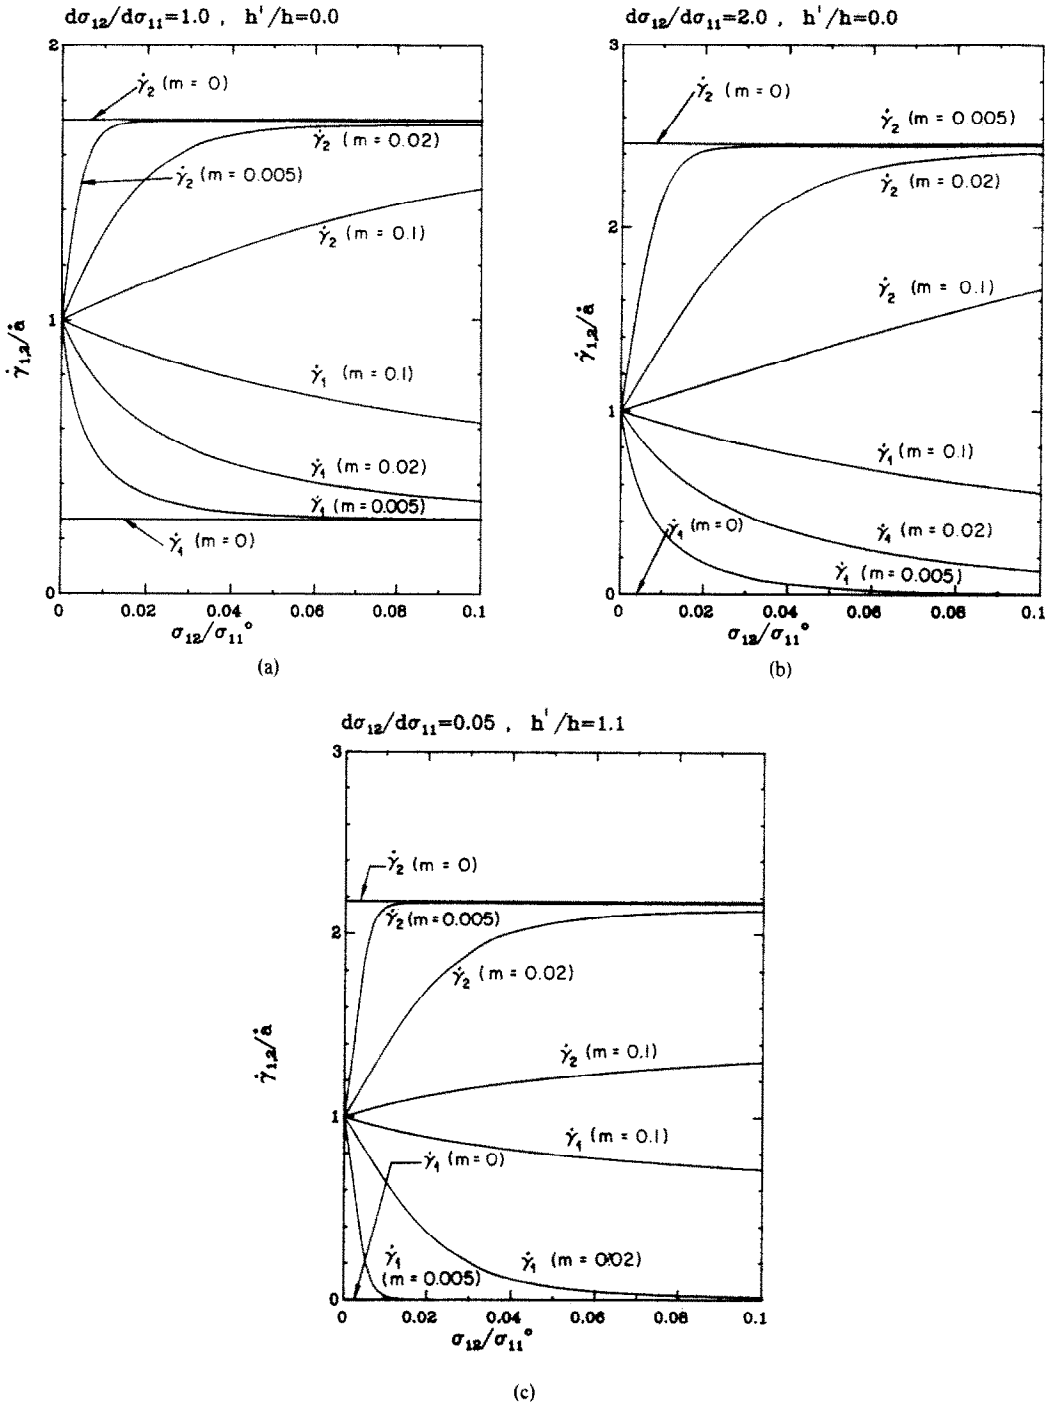 dσ₁₂/dσ₁₁=1.0 , h'/h=0.0
2
γ̇₂ (m = 0)
γ̇₂ (m = 0.02)
γ̇₂ (m = 0.005)
γ̇₂ (m = 0.1)
1
γ̇₁,₂/ȧ
γ̇₁ (m = 0.1)
γ̇₁ (m = 0.02)
γ̇₁ (m = 0.005)
γ̇₁ (m = 0)
0
0 0.02 0.04 0.06 0.08 0.1
σ₁₂/σ₁₁°
(a)
dσ₁₂/dσ₁₁=2.0 , h'/h=0.0
3
γ̇₂ (m = 0)
γ̇₂ (m = 0.005)
γ̇₂ (m = 0.02)
2
γ̇₂ (m = 0.1)
γ̇₁,₂/ȧ
1
γ̇₁ (m = 0.1)
γ̇₁ (m = 0)
γ̇₁ (m = 0.02)
γ̇₁ (m = 0.005)
0
0 0.02 0.04 0.06 0.08 0.1
σ₁₂/σ₁₁°
(b)
dσ₁₂/dσ₁₁=0.05 , h'/h=1.1
3
γ̇₂ (m = 0)
γ̇₂ (m = 0.005)
2
γ̇₂ (m = 0.02)
γ̇₁,₂/ȧ
γ̇₂ (m = 0.1)
1
γ̇₁ (m = 0.1)
γ̇₁ (m = 0)
γ̇₁ (m = 0.02)
γ̇₁
(m = 0.005)
0
0 0.02 0.04 0.06 0.08 0.1
σ₁₂/σ₁₁°
(c)